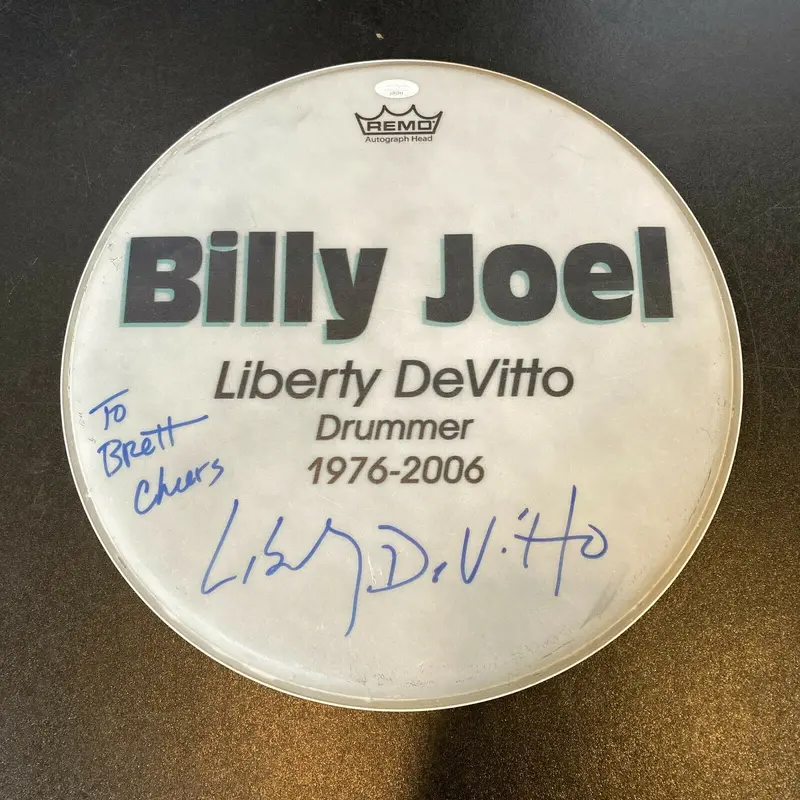 REMO
Autograph Head
Billy Joel
Liberty DeVitto
Drummer
1976-2006
To
Brett
Cheers
Liberty DeVitto